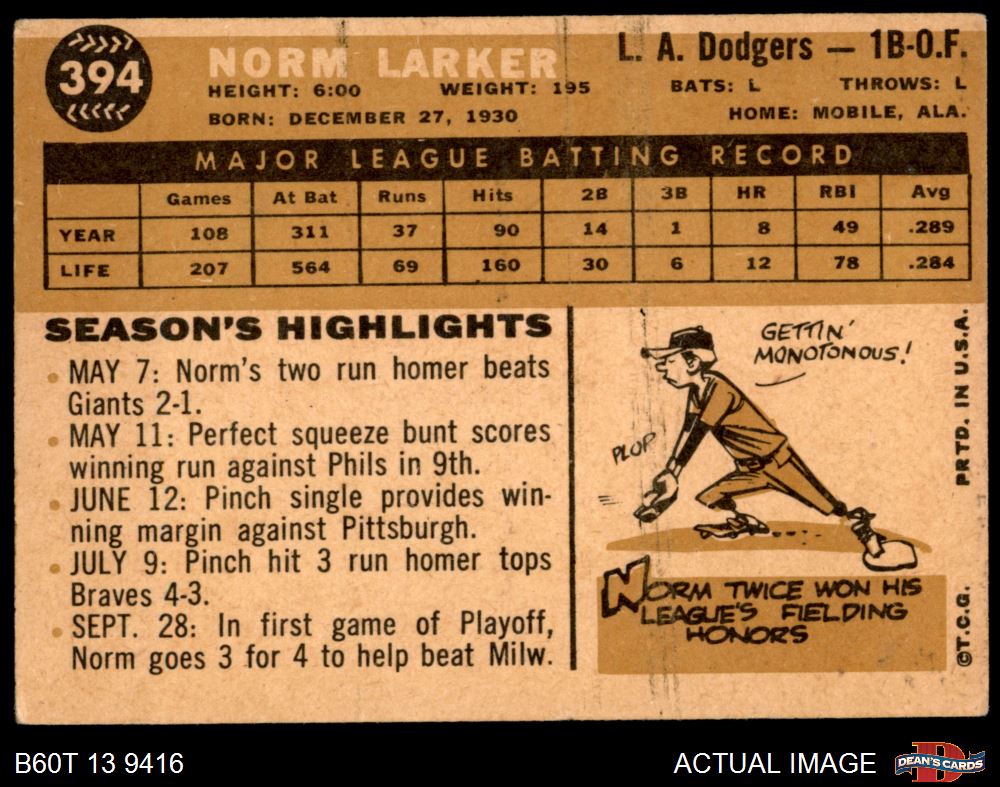 394
NORM LARKER
L. A. Dodgers — 1B-O.F.
HEIGHT: 6:00 WEIGHT: 195 BATS: L THROWS: L
BORN: DECEMBER 27, 1930 HOME: MOBILE, ALA.
MAJOR LEAGUE BATTING RECORD
Games At Bat Runs Hits 2B 3B HR RBI Avg
YEAR 108 311 37 90 14 1 8 49 .289
LIFE 207 564 69 160 30 6 12 78 .284
SEASON'S HIGHLIGHTS
• MAY 7: Norm's two run homer beats
Giants 2-1.
• MAY 11: Perfect squeeze bunt scores
winning run against Phils in 9th.
• JUNE 12: Pinch single provides win-
ning margin against Pittsburgh.
• JULY 9: Pinch hit 3 run homer tops
Braves 4-3.
• SEPT. 28: In first game of Playoff,
Norm goes 3 for 4 to help beat Milw.
GETTIN'
MONOTONOUS!
PLOP
NORM TWICE WON HIS
LEAGUE'S FIELDING
HONORS
PRTD. IN U.S.A.
©T.C.G.
B60T 13 9416
ACTUAL IMAGE
D
DEAN'S CARDS